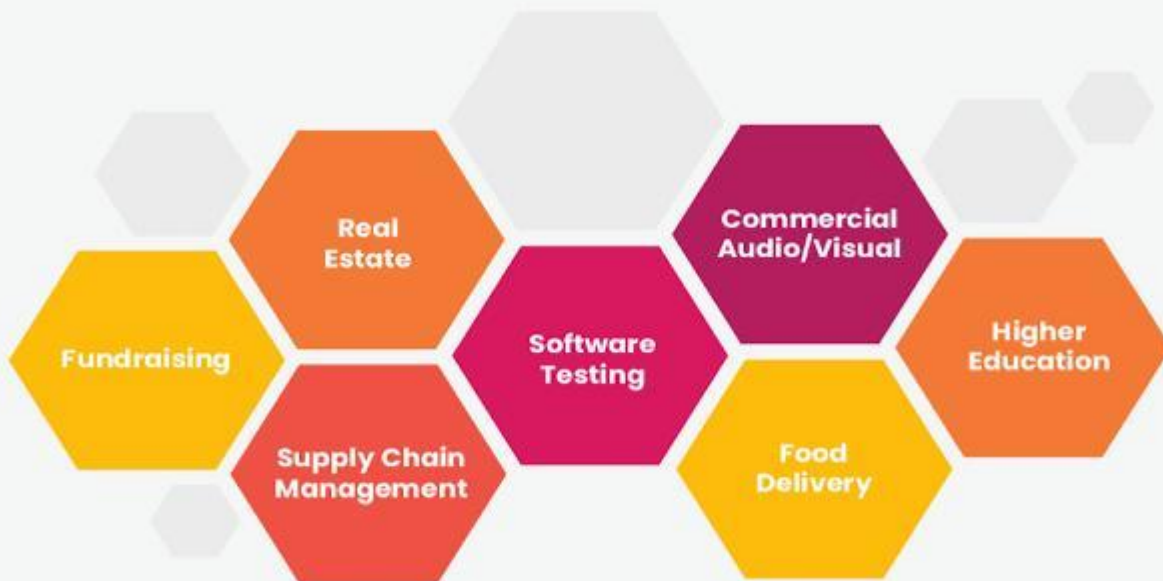 Real
Estate
Commercial
Audio/Visual
Fundraising
Software
Testing
Higher
Education
Supply Chain
Management
Food
Delivery